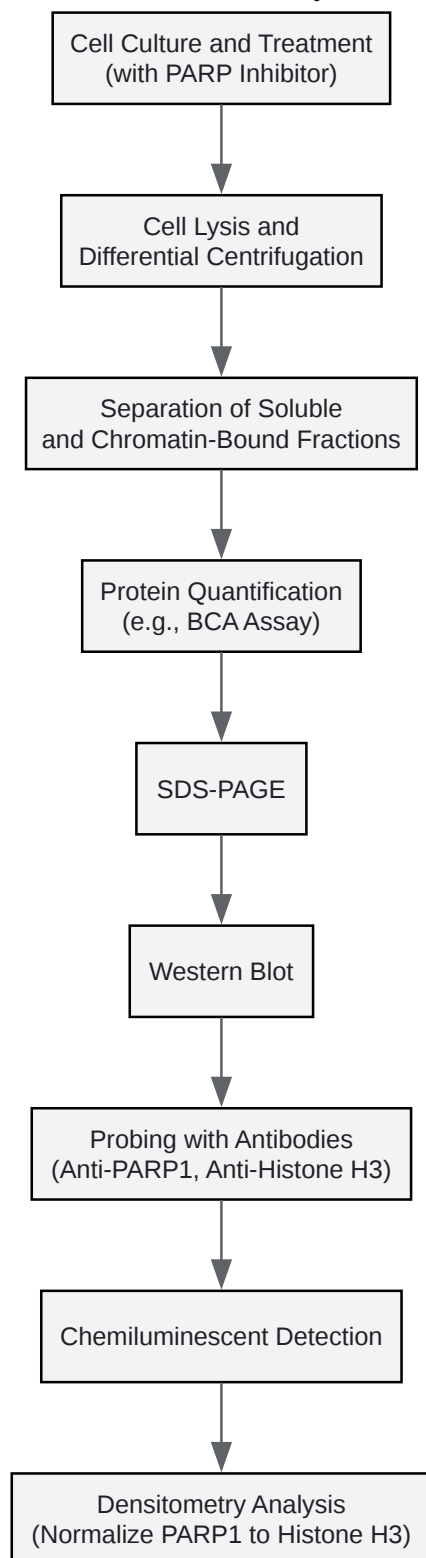 Cell Culture and Treatment
(with PARP Inhibitor)
Cell Lysis and
Differential Centrifugation
Separation of Soluble
and Chromatin-Bound Fractions
Protein Quantification
(e.g., BCA Assay)
SDS-PAGE
Western Blot
Probing with Antibodies
(Anti-PARP1, Anti-Histone H3)
Chemiluminescent Detection
Densitometry Analysis
(Normalize PARP1 to Histone H3)